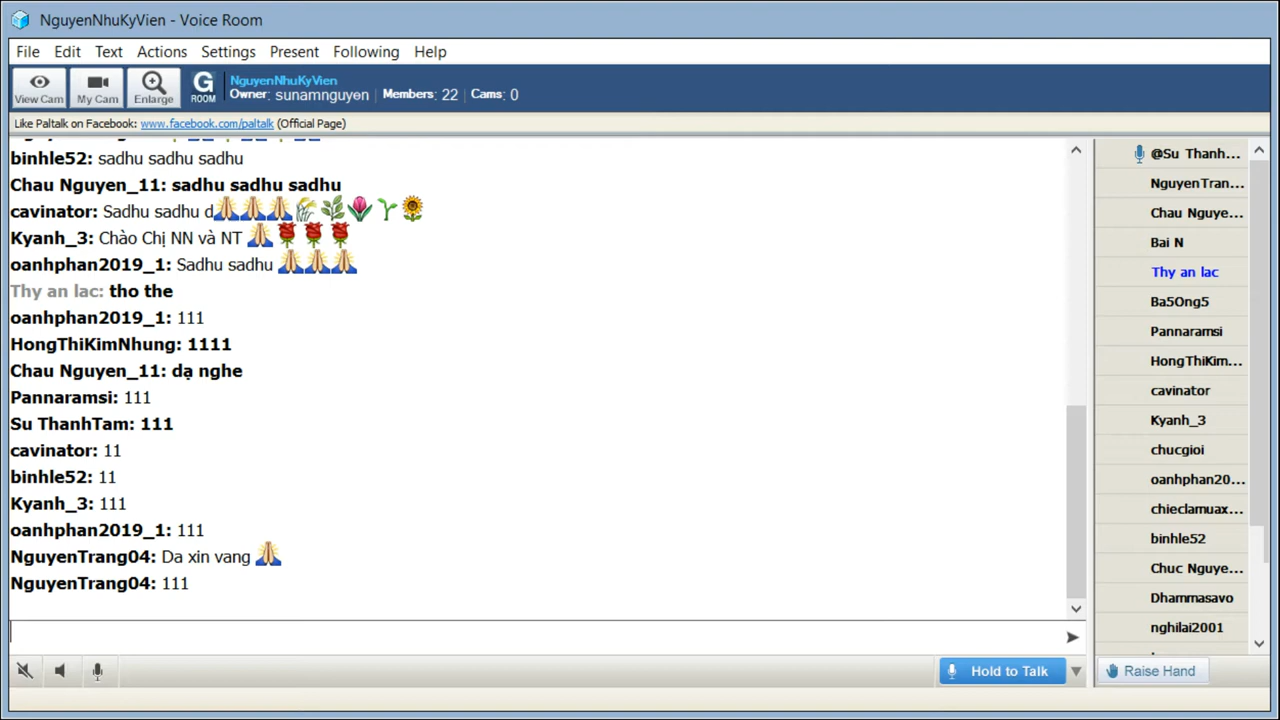 NguyenNhuKyVien - Voice Room
File Edit Text Actions Settings Present Following Help
View Cam
My Cam
Enlarge
G ROOM
NguyenNhuKyVien
Owner: sunamnguyen Members: 22 Cams: 0
Like Paltalk on Facebook: www.facebook.com/paltalk (Official Page)
binhle52: sadhu sadhu sadhu
Chau Nguyen_11: sadhu sadhu sadhu
cavinator: Sadhu sadhu d
Kyanh_3: Chào Chị NN và NT
oanhphan2019_1: Sadhu sadhu
Thy an lac: tho the
oanhphan2019_1: 111
HongThiKimNhung: 1111
Chau Nguyen_11: dạ nghe
Pannaramsi: 111
Su ThanhTam: 111
cavinator: 11
binhle52: 11
Kyanh_3: 111
oanhphan2019_1: 111
NguyenTrang04: Da xin vang
NguyenTrang04: 111
@Su Thanh...
NguyenTran...
Chau Nguye...
Bai N
Thy an lac
Ba5Ong5
Pannaramsi
HongThiKim...
cavinator
Kyanh_3
chucgioi
oanhphan20...
chieclamuax...
binhle52
Chuc Nguye...
Dhammasavo
nghilai2001
Hold to Talk
Raise Hand